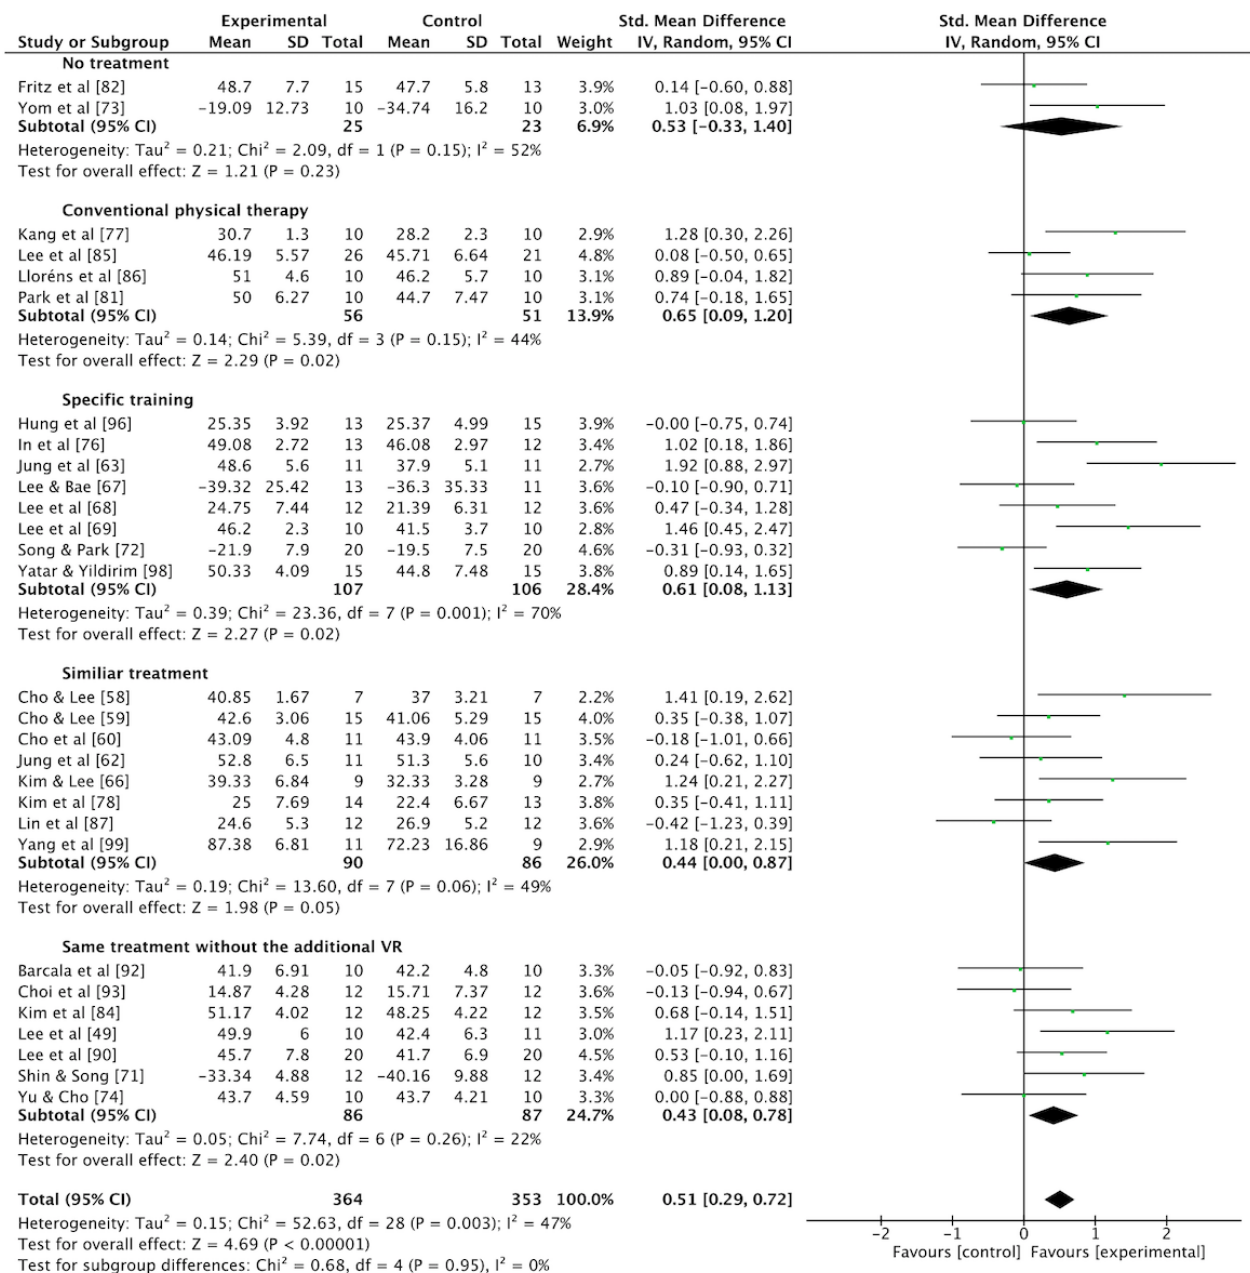 Experimental Control Std. Mean Difference Std. Mean Difference
Study or Subgroup Mean SD Total Mean SD Total Weight IV, Random, 95% CI IV, Random, 95% CI
No treatment
Fritz et al [82] 48.7 7.7 15 47.7 5.8 13 3.9% 0.14 [−0.60, 0.88]
Yom et al [73] −19.09 12.73 10 −34.74 16.2 10 3.0% 1.03 [0.08, 1.97]
Subtotal (95% CI) 25 23 6.9% 0.53 [−0.33, 1.40]
Heterogeneity: Tau² = 0.21; Chi² = 2.09, df = 1 (P = 0.15); I² = 52%
Test for overall effect: Z = 1.21 (P = 0.23)
Conventional physical therapy
Kang et al [77] 30.7 1.3 10 28.2 2.3 10 2.9% 1.28 [0.30, 2.26]
Lee et al [85] 46.19 5.57 26 45.71 6.64 21 4.8% 0.08 [−0.50, 0.65]
Lloréns et al [86] 51 4.6 10 46.2 5.7 10 3.1% 0.89 [−0.04, 1.82]
Park et al [81] 50 6.27 10 44.7 7.47 10 3.1% 0.74 [−0.18, 1.65]
Subtotal (95% CI) 56 51 13.9% 0.65 [0.09, 1.20]
Heterogeneity: Tau² = 0.14; Chi² = 5.39, df = 3 (P = 0.15); I² = 44%
Test for overall effect: Z = 2.29 (P = 0.02)
Specific training
Hung et al [96] 25.35 3.92 13 25.37 4.99 15 3.9% −0.00 [−0.75, 0.74]
In et al [76] 49.08 2.72 13 46.08 2.97 12 3.4% 1.02 [0.18, 1.86]
Jung et al [63] 48.6 5.6 11 37.9 5.1 11 2.7% 1.92 [0.88, 2.97]
Lee & Bae [67] −39.32 25.42 13 −36.3 35.33 11 3.6% −0.10 [−0.90, 0.71]
Lee et al [68] 24.75 7.44 12 21.39 6.31 12 3.6% 0.47 [−0.34, 1.28]
Lee et al [69] 46.2 2.3 10 41.5 3.7 10 2.8% 1.46 [0.45, 2.47]
Song & Park [72] −21.9 7.9 20 −19.5 7.5 20 4.6% −0.31 [−0.93, 0.32]
Yatar & Yildirim [98] 50.33 4.09 15 44.8 7.48 15 3.8% 0.89 [0.14, 1.65]
Subtotal (95% CI) 107 106 28.4% 0.61 [0.08, 1.13]
Heterogeneity: Tau² = 0.39; Chi² = 23.36, df = 7 (P = 0.001); I² = 70%
Test for overall effect: Z = 2.27 (P = 0.02)
Similiar treatment
Cho & Lee [58] 40.85 1.67 7 37 3.21 7 2.2% 1.41 [0.19, 2.62]
Cho & Lee [59] 42.6 3.06 15 41.06 5.29 15 4.0% 0.35 [−0.38, 1.07]
Cho et al [60] 43.09 4.8 11 43.9 4.06 11 3.5% −0.18 [−1.01, 0.66]
Jung et al [62] 52.8 6.5 11 51.3 5.6 10 3.4% 0.24 [−0.62, 1.10]
Kim & Lee [66] 39.33 6.84 9 32.33 3.28 9 2.7% 1.24 [0.21, 2.27]
Kim et al [78] 25 7.69 14 22.4 6.67 13 3.8% 0.35 [−0.41, 1.11]
Lin et al [87] 24.6 5.3 12 26.9 5.2 12 3.6% −0.42 [−1.23, 0.39]
Yang et al [99] 87.38 6.81 11 72.23 16.86 9 2.9% 1.18 [0.21, 2.15]
Subtotal (95% CI) 90 86 26.0% 0.44 [0.00, 0.87]
Heterogeneity: Tau² = 0.19; Chi² = 13.60, df = 7 (P = 0.06); I² = 49%
Test for overall effect: Z = 1.98 (P = 0.05)
Same treatment without the additional VR
Barcala et al [92] 41.9 6.91 10 42.2 4.8 10 3.3% −0.05 [−0.92, 0.83]
Choi et al [93] 14.87 4.28 12 15.71 7.37 12 3.6% −0.13 [−0.94, 0.67]
Kim et al [84] 51.17 4.02 12 48.25 4.22 12 3.5% 0.68 [−0.14, 1.51]
Lee et al [49] 49.9 6 10 42.4 6.3 11 3.0% 1.17 [0.23, 2.11]
Lee et al [90] 45.7 7.8 20 41.7 6.9 20 4.5% 0.53 [−0.10, 1.16]
Shin & Song [71] −33.34 4.88 12 −40.16 9.88 12 3.4% 0.85 [0.00, 1.69]
Yu & Cho [74] 43.7 4.59 10 43.7 4.21 10 3.3% 0.00 [−0.88, 0.88]
Subtotal (95% CI) 86 87 24.7% 0.43 [0.08, 0.78]
Heterogeneity: Tau² = 0.05; Chi² = 7.74, df = 6 (P = 0.26); I² = 22%
Test for overall effect: Z = 2.40 (P = 0.02)
Total (95% CI) 364 353 100.0% 0.51 [0.29, 0.72]
Heterogeneity: Tau² = 0.15; Chi² = 52.63, df = 28 (P = 0.003); I² = 47%
Test for overall effect: Z = 4.69 (P < 0.00001)
Test for subgroup differences: Chi² = 0.68, df = 4 (P = 0.95), I² = 0%
−2 −1 0 1 2
Favours [control] Favours [experimental]